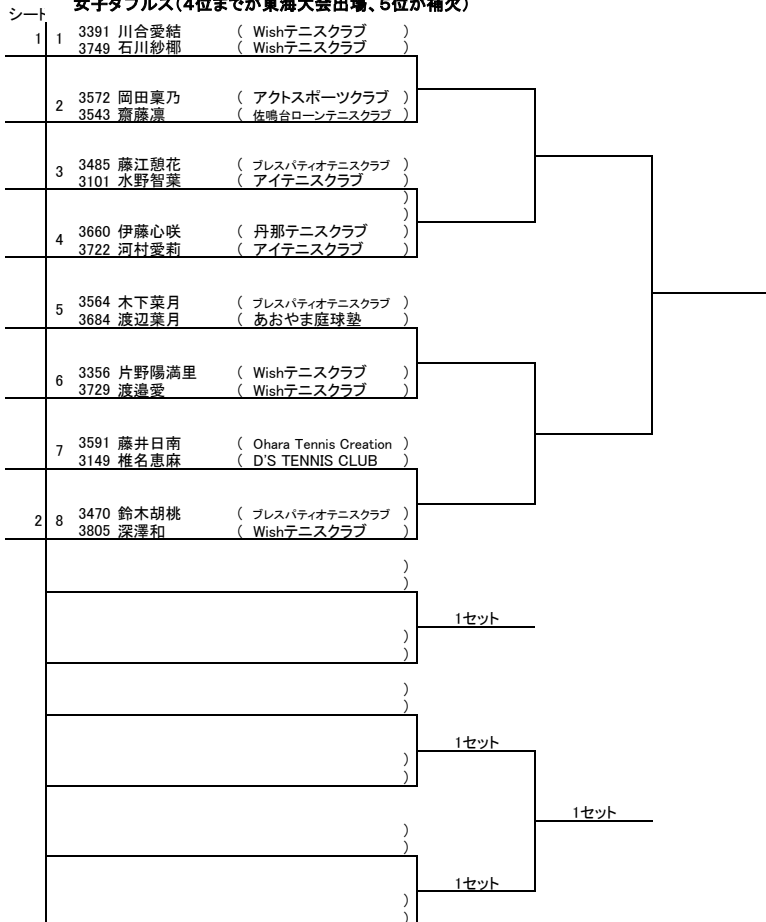 女子ダブルス(4位までが東海大会出場、5位が補欠)
シート
1 1 3391 川合愛結 ( Wishテニスクラブ )
3749 石川紗椰 ( Wishテニスクラブ )
2 3572 岡田稟乃 ( アクトスポーツクラブ )
3543 齋藤凛 ( 佐鳴台ローンテニスクラブ )
3 3485 藤江憩花 ( ブレスパティオテニスクラブ )
3101 水野智葉 ( アイテニスクラブ )
)
)
4 3660 伊藤心咲 ( 丹那テニスクラブ )
3722 河村愛莉 ( アイテニスクラブ )
5 3564 木下菜月 ( ブレスパティオテニスクラブ )
3684 渡辺葉月 ( あおやま庭球塾 )
6 3356 片野陽満里 ( Wishテニスクラブ )
3729 渡邉愛 ( Wishテニスクラブ )
7 3591 藤井日南 ( Ohara Tennis Creation )
3149 椎名恵麻 ( D'S TENNIS CLUB )
2 8 3470 鈴木胡桃 ( ブレスパティオテニスクラブ )
3805 深澤和 ( Wishテニスクラブ )
)
)
1セット
)
)
)
)
1セット
)
)
1セット
)
)
1セット
)
)